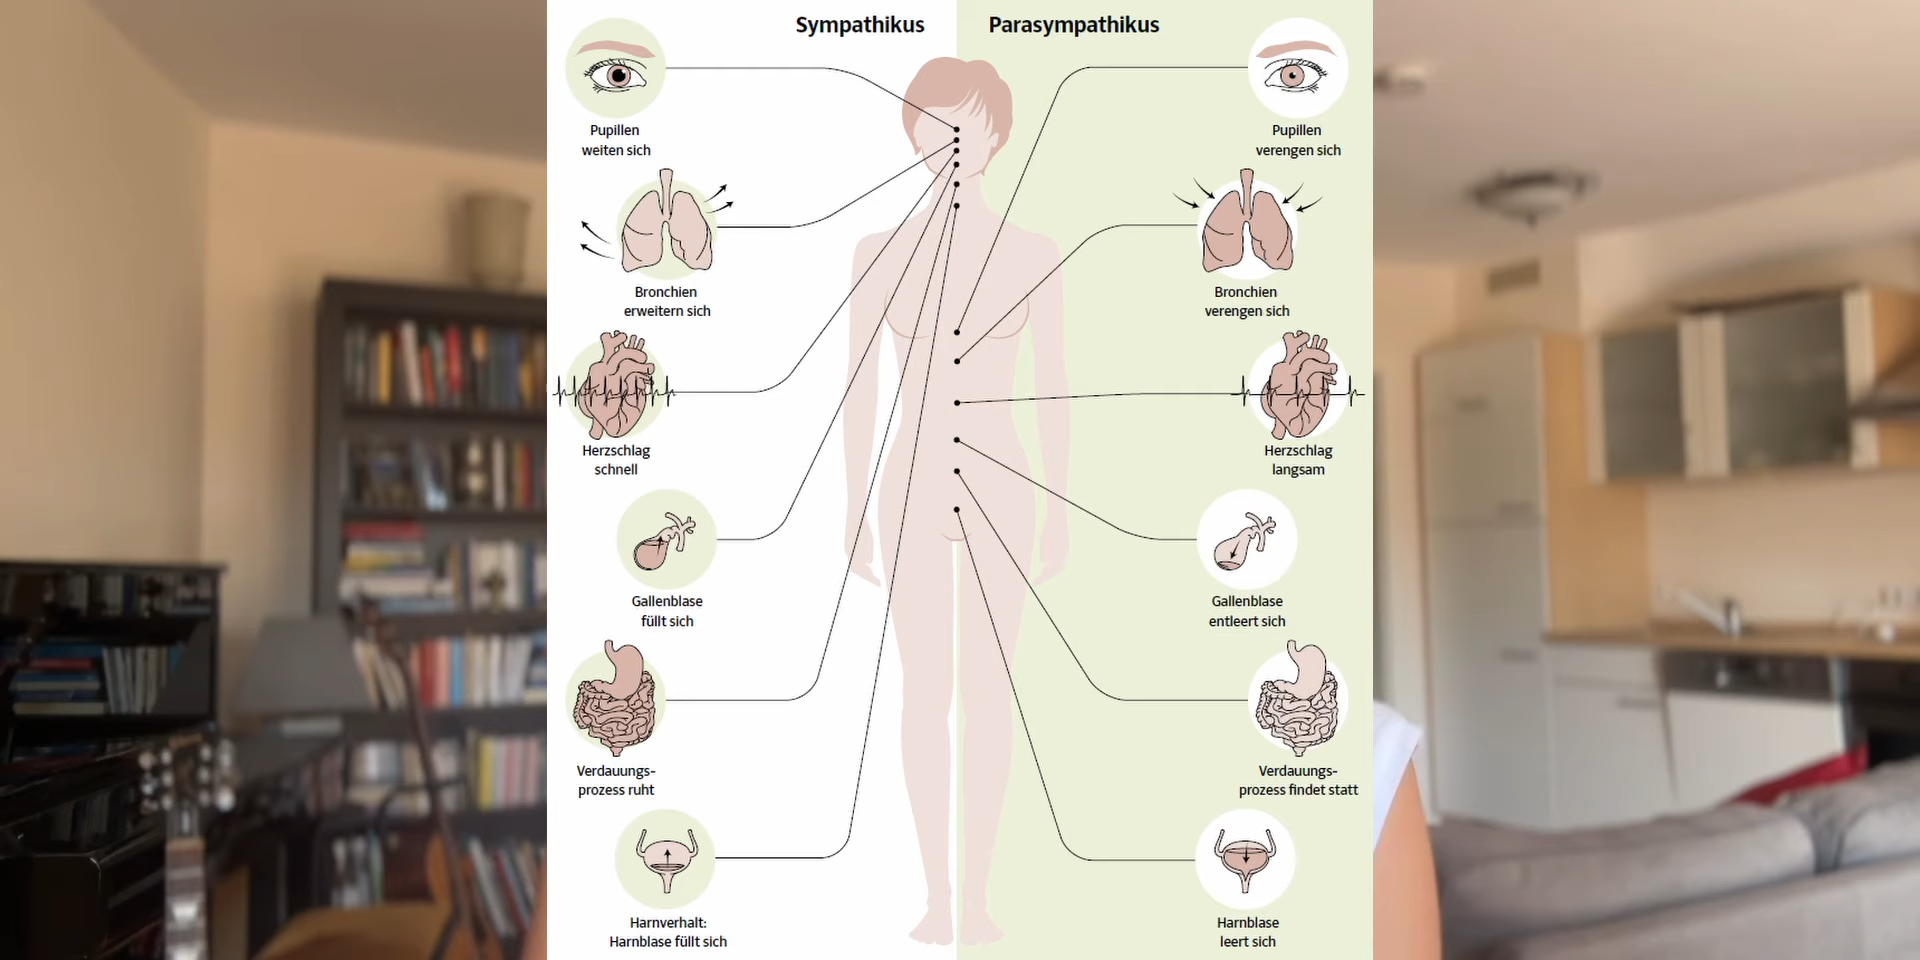 Sympathikus
Parasympathikus
Pupillen
weiten sich
Pupillen
verengen sich
Bronchien
erweitern sich
Bronchien
verengen sich
Herzschlag
schnell
Herzschlag
langsam
Gallenblase
füllt sich
Gallenblase
entleert sich
Verdauungs-
prozess ruht
Verdauungs-
prozess findet statt
Harnverhalt:
Harnblase füllt sich
Harnblase
leert sich